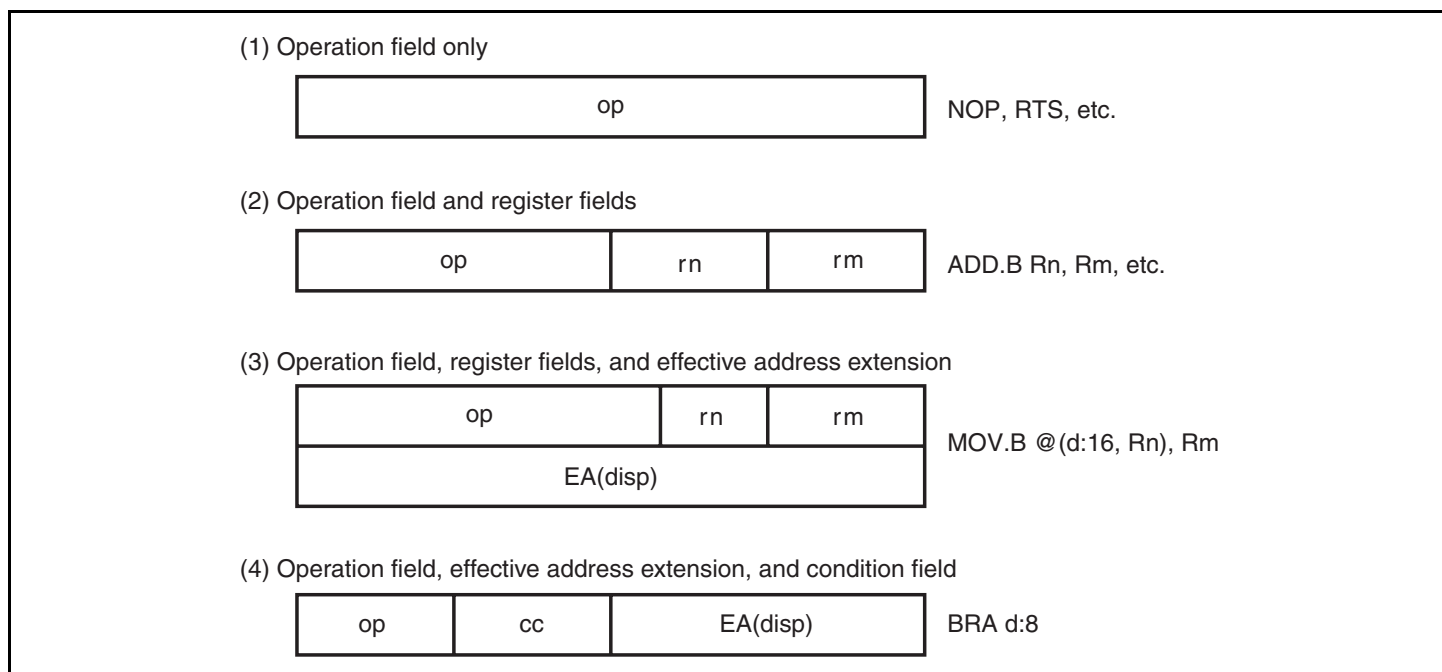 (1) Operation field only
op
NOP, RTS, etc.
(2) Operation field and register fields
op rn rm
ADD.B Rn, Rm, etc.
(3) Operation field, register fields, and effective address extension
op rn rm
MOV.B @(d:16, Rn), Rm
EA(disp)
(4) Operation field, effective address extension, and condition field
op cc EA(disp)
BRA d:8